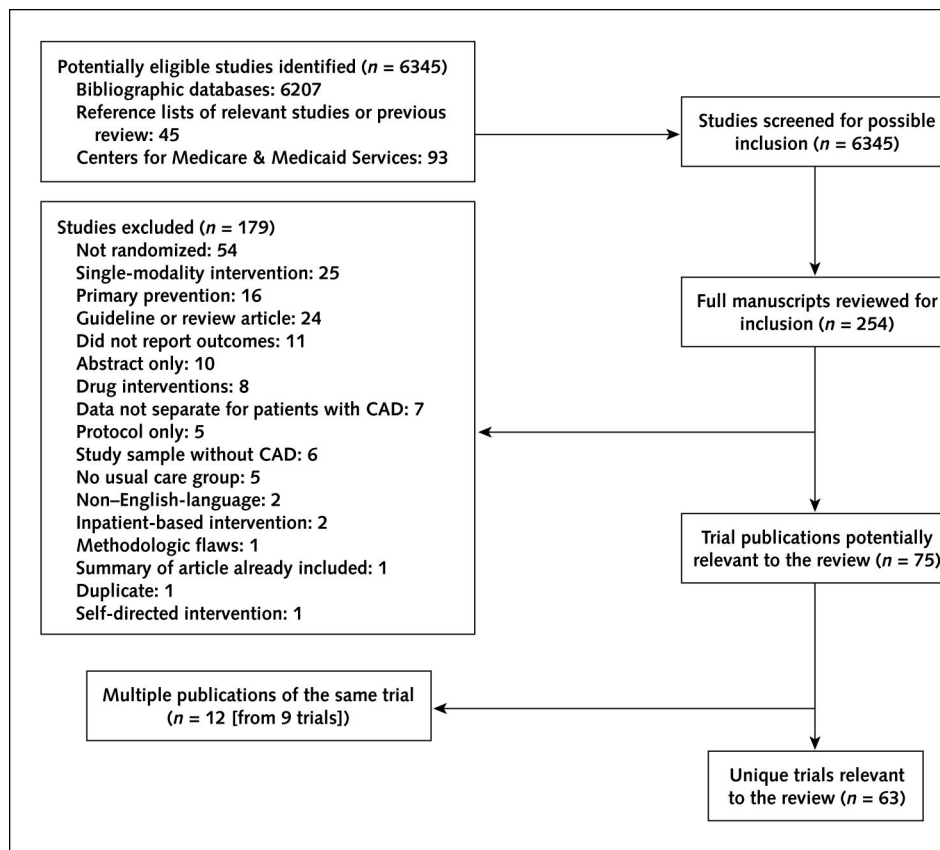 Potentially eligible studies identified (n = 6345)
Bibliographic databases: 6207
Reference lists of relevant studies or previous
review: 45
Centers for Medicare & Medicaid Services: 93
Studies screened for possible
inclusion (n = 6345)
Studies excluded (n = 179)
Not randomized: 54
Single-modality intervention: 25
Primary prevention: 16
Guideline or review article: 24
Did not report outcomes: 11
Abstract only: 10
Drug interventions: 8
Data not separate for patients with CAD: 7
Protocol only: 5
Study sample without CAD: 6
No usual care group: 5
Non–English-language: 2
Inpatient-based intervention: 2
Methodologic flaws: 1
Summary of article already included: 1
Duplicate: 1
Self-directed intervention: 1
Full manuscripts reviewed for
inclusion (n = 254)
Trial publications potentially
relevant to the review (n = 75)
Multiple publications of the same trial
(n = 12 [from 9 trials])
Unique trials relevant
to the review (n = 63)